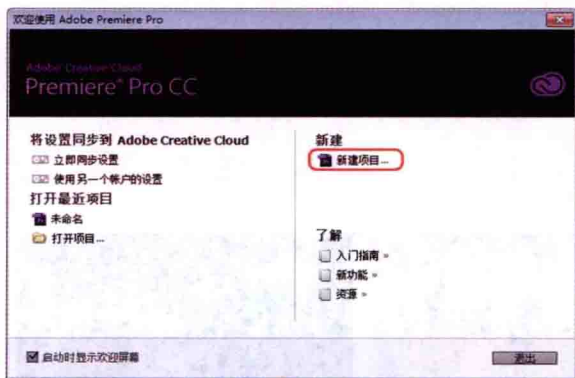 欢迎使用 Adobe Premiere Pro
Adobe Creative Cloud
Premiere® Pro CC
将设置同步到 Adobe Creative Cloud
立即同步设置
使用另一个帐户的设置
打开最近项目
未命名
打开项目...
新建
新建项目...
了解
入门指南 »
新功能 »
资源 »
启动时显示欢迎屏幕
退出